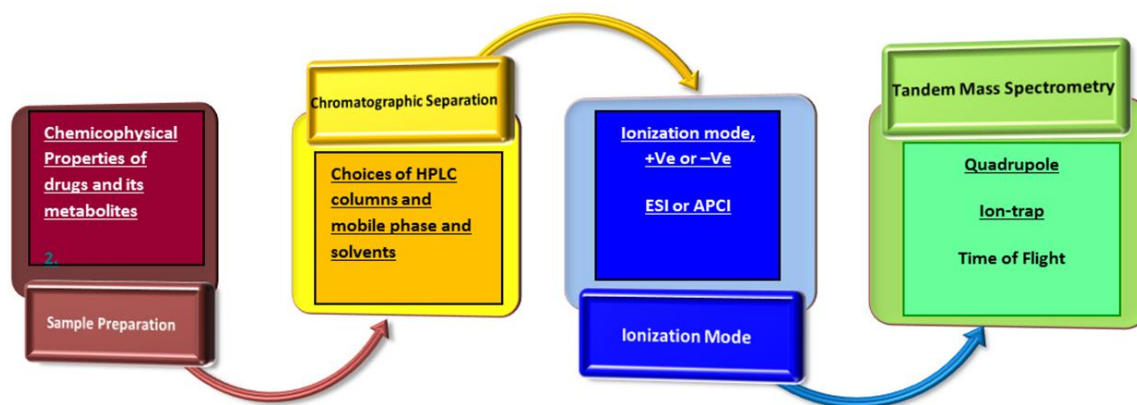 Chemicophysical
Properties of
drugs and its
metabolites
2.
Sample Preparation
Chromatographic Separation
Choices of HPLC
columns and
mobile phase and
solvents
Ionization mode,
+Ve or –Ve
ESI or APCI
Ionization Mode
Tandem Mass Spectrometry
Quadrupole
Ion-trap
Time of Flight